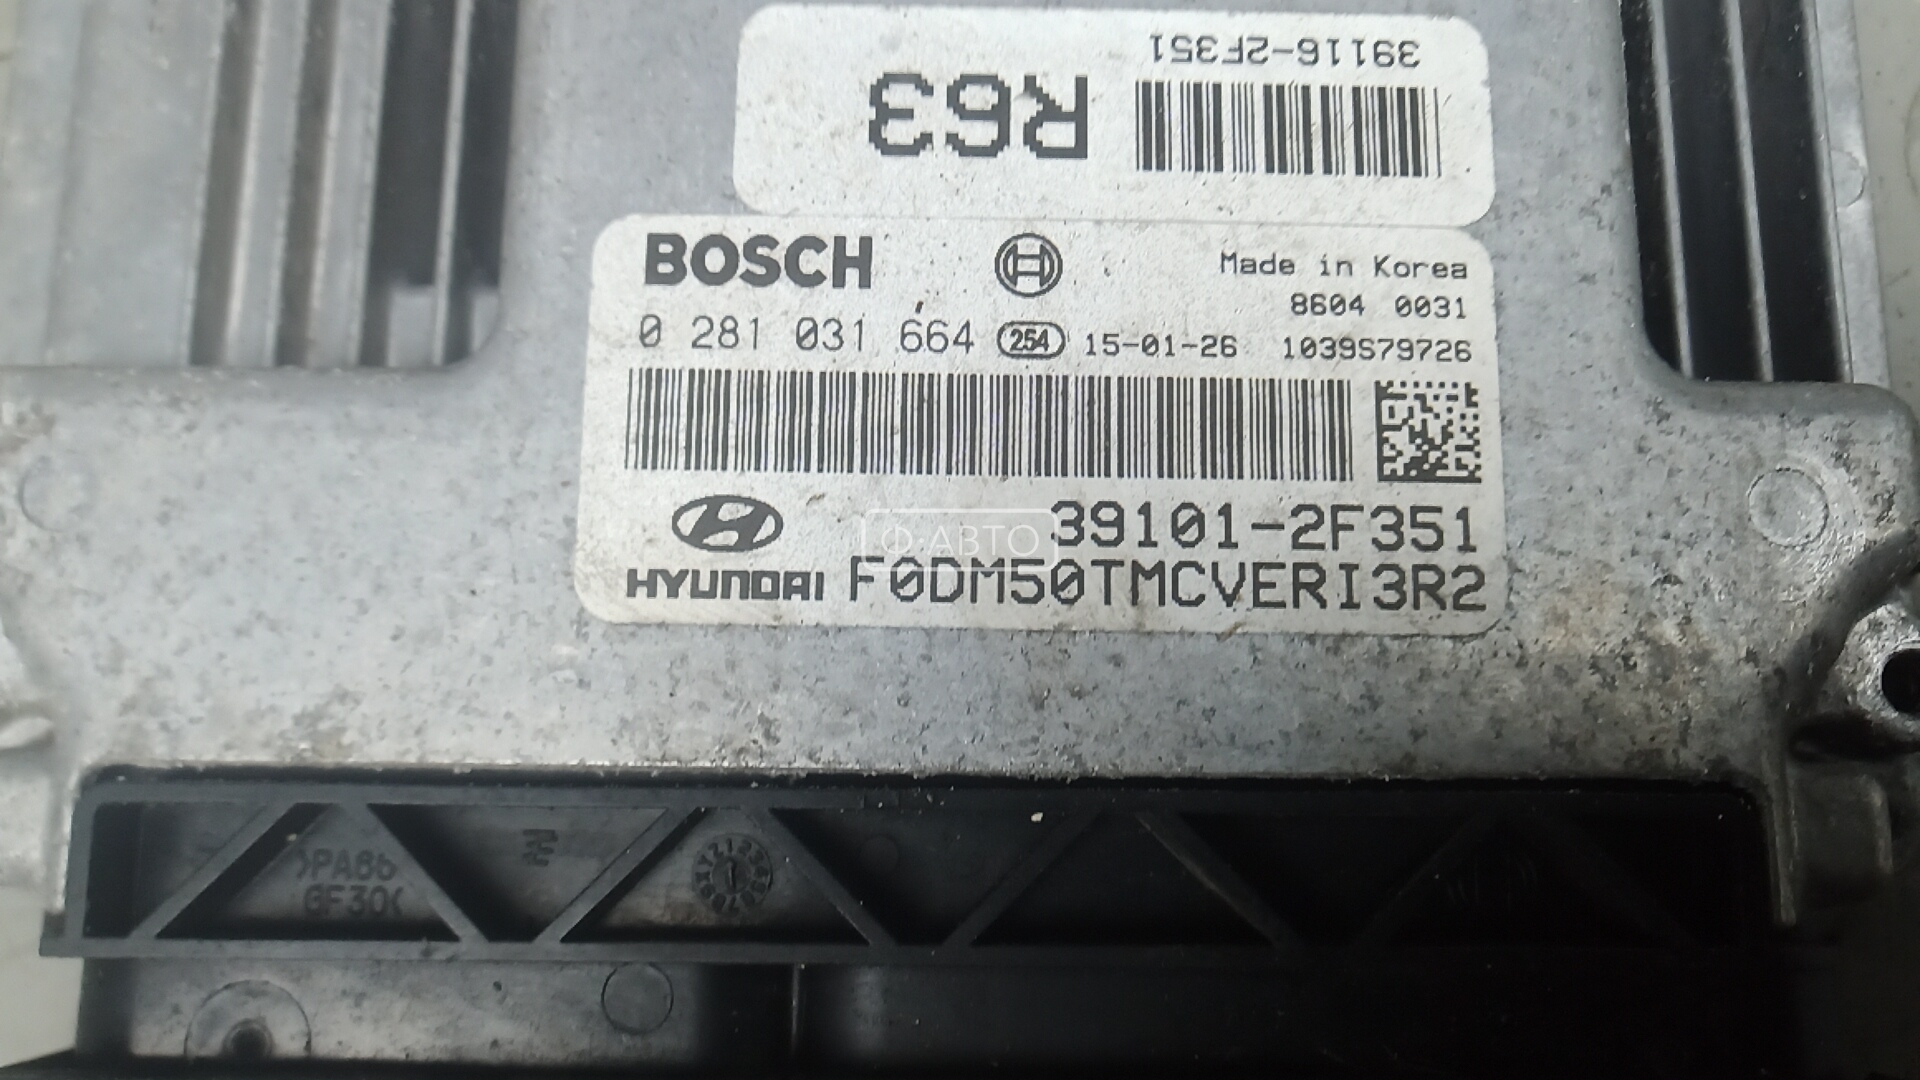 39116-2F351
R63
BOSCH
Made in Korea
8604 0031
0 281 031 664 254 15-01-26 1039S79726
39101-2F351
Ф·АВТО
HYUNDAI F0DM50TMCVERI3R2
>PA66
GF30<